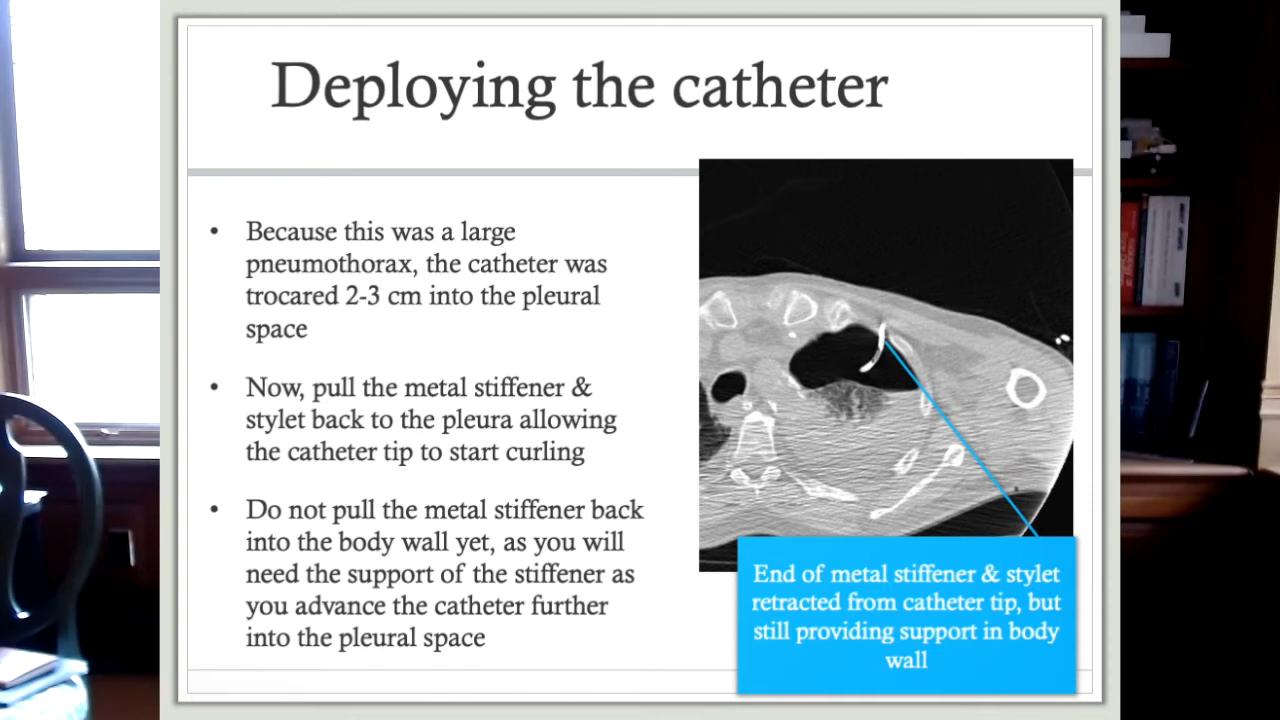 Deploying the catheter
• Because this was a large
pneumothorax, the catheter was
trocared 2-3 cm into the pleural
space
• Now, pull the metal stiffener &
stylet back to the pleura allowing
the catheter tip to start curling
• Do not pull the metal stiffener back
into the body wall yet, as you will
need the support of the stiffener as
you advance the catheter further
into the pleural space
End of metal stiffener & stylet
retracted from catheter tip, but
still providing support in body
wall